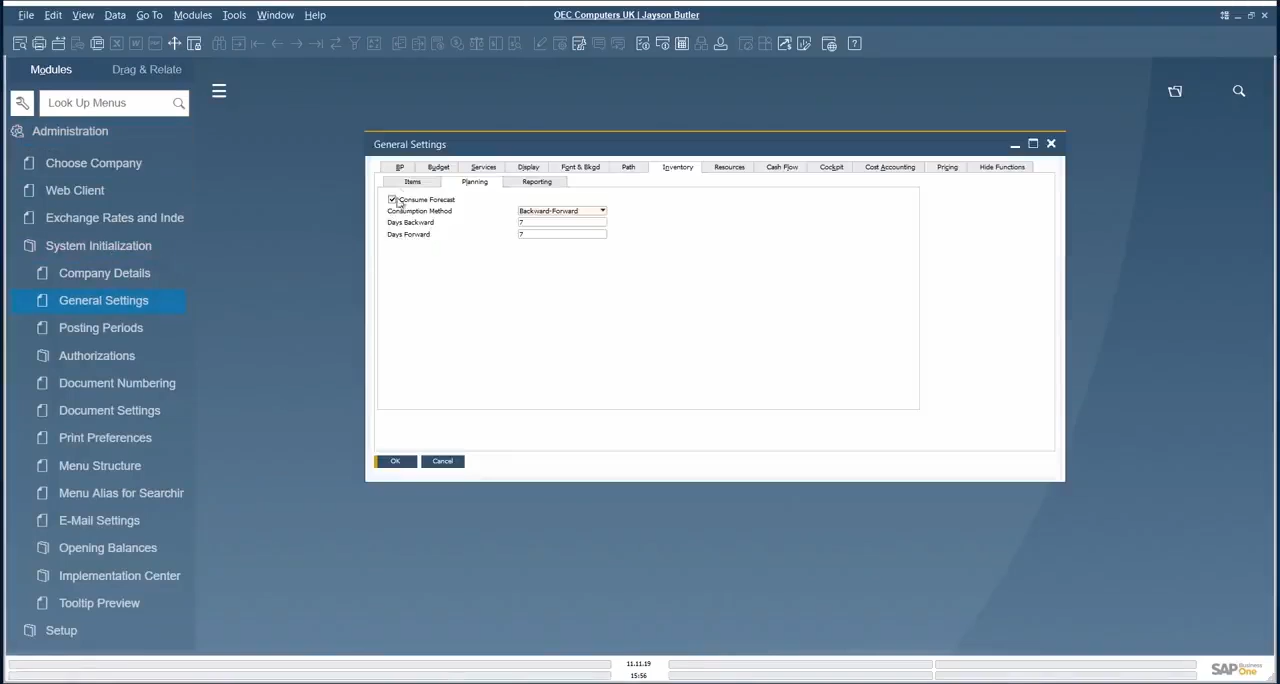 File Edit View Data Go To Modules Tools Window Help
OEC Computers UK | Jayson Butler
Modules Drag & Relate
Look Up Menus
Administration
Choose Company
Web Client
Exchange Rates and Inde
System Initialization
Company Details
General Settings
Posting Periods
Authorizations
Document Numbering
Document Settings
Print Preferences
Menu Structure
Menu Alias for Searchir
E-Mail Settings
Opening Balances
Implementation Center
Tooltip Preview
Setup
General Settings
BP Budget Services Display Font & Bkgd Path Inventory Resources Cash Flow Cockpit Cost Accounting Pricing Hide Functions
Items Planning Reporting
Consume Forecast
Consumption Method Backward-Forward
Days Backward 7
Days Forward 7
OK Cancel
11.11.19
15:56
SAP Business One